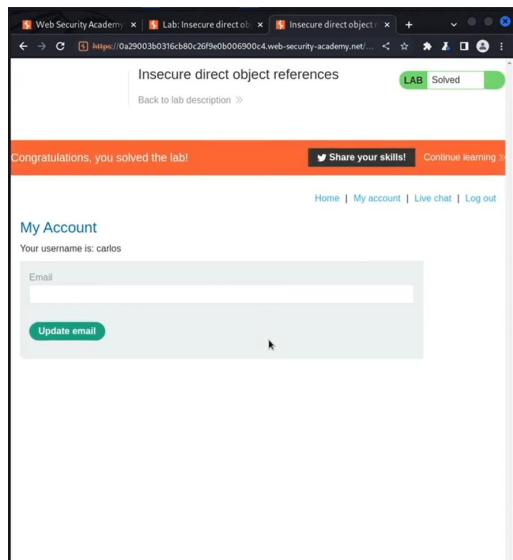 Web Security Academy
Lab: Insecure direct ob
Insecure direct object r
https://0a29003b0316cb80c26f9e0b006900c4.web-security-academy.net/...
Insecure direct object references
LAB Solved
Back to lab description
Congratulations, you solved the lab!
Share your skills!
Continue learning
Home | My account | Live chat | Log out
My Account
Your username is: carlos
Email
Update email